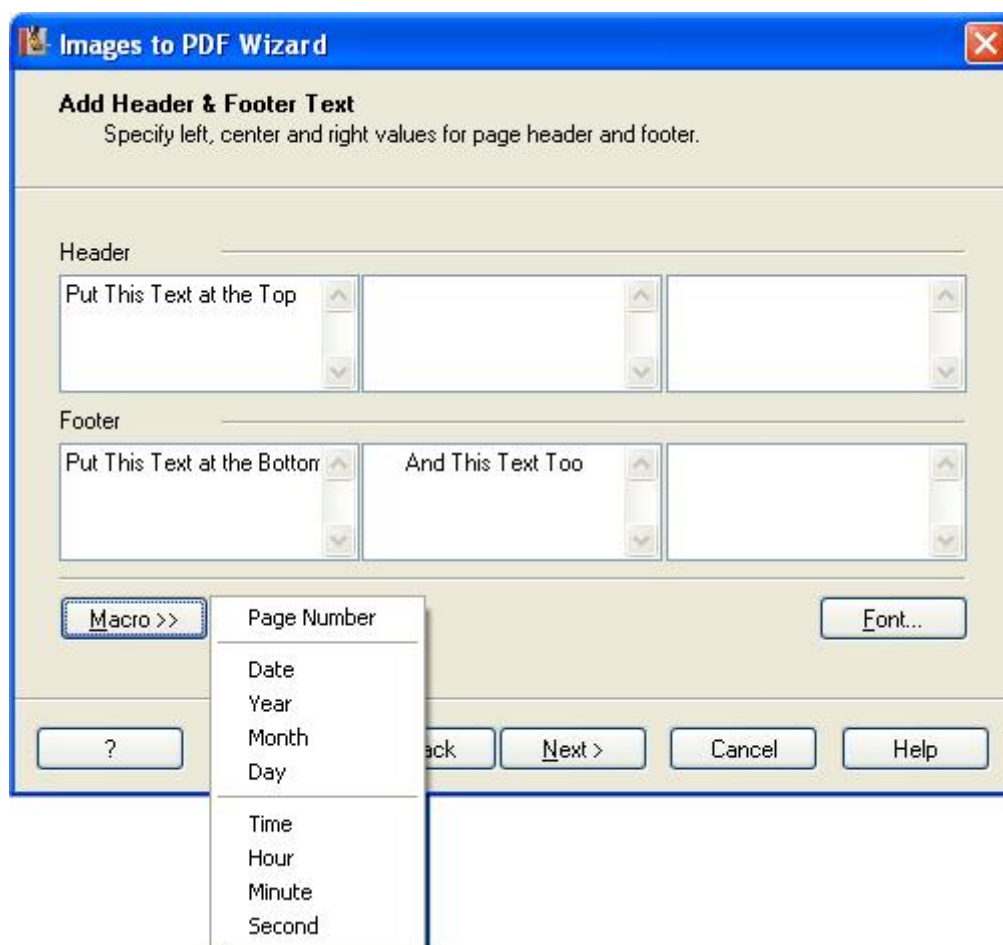 Images to PDF Wizard
Add Header & Footer Text
Specify left, center and right values for page header and footer.
Header
Put This Text at the Top
Footer
Put This Text at the Bottom And This Text Too
Macro >> Page Number Font...
Date
Year
Month
Day
? ack Next > Cancel Help
Time
Hour
Minute
Second